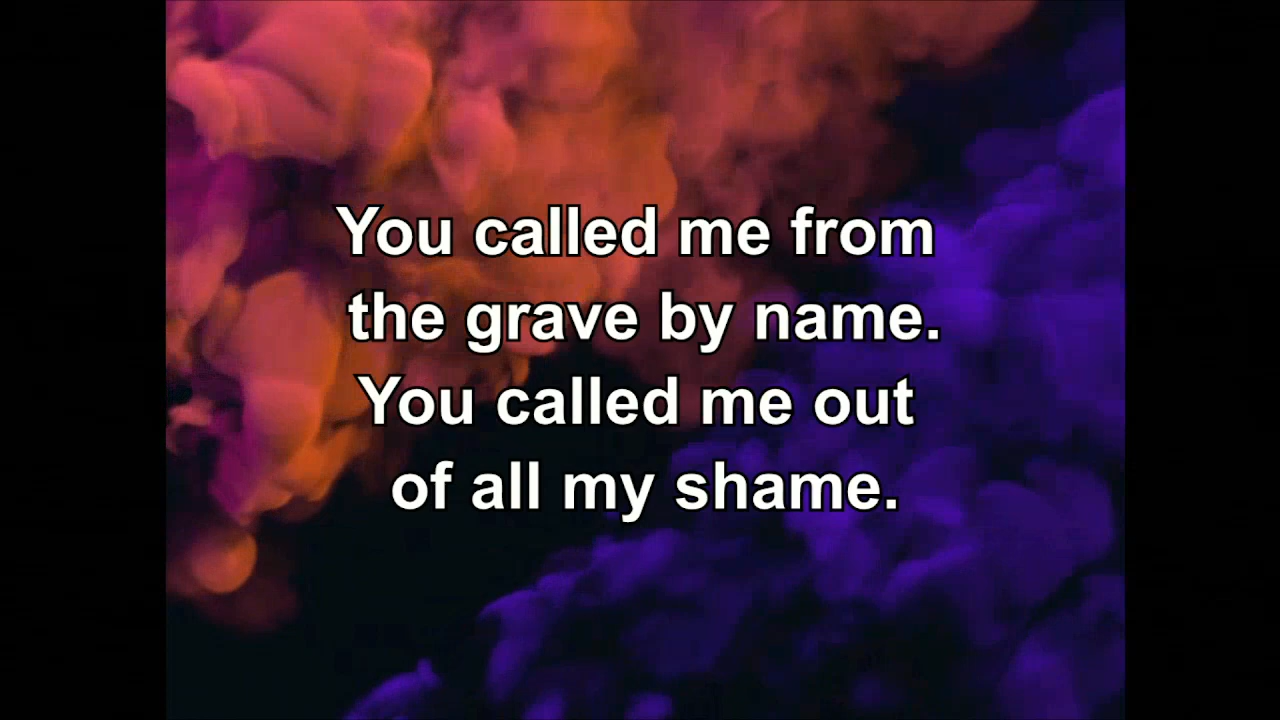 You called me from
the grave by name.
You called me out
of all my shame.